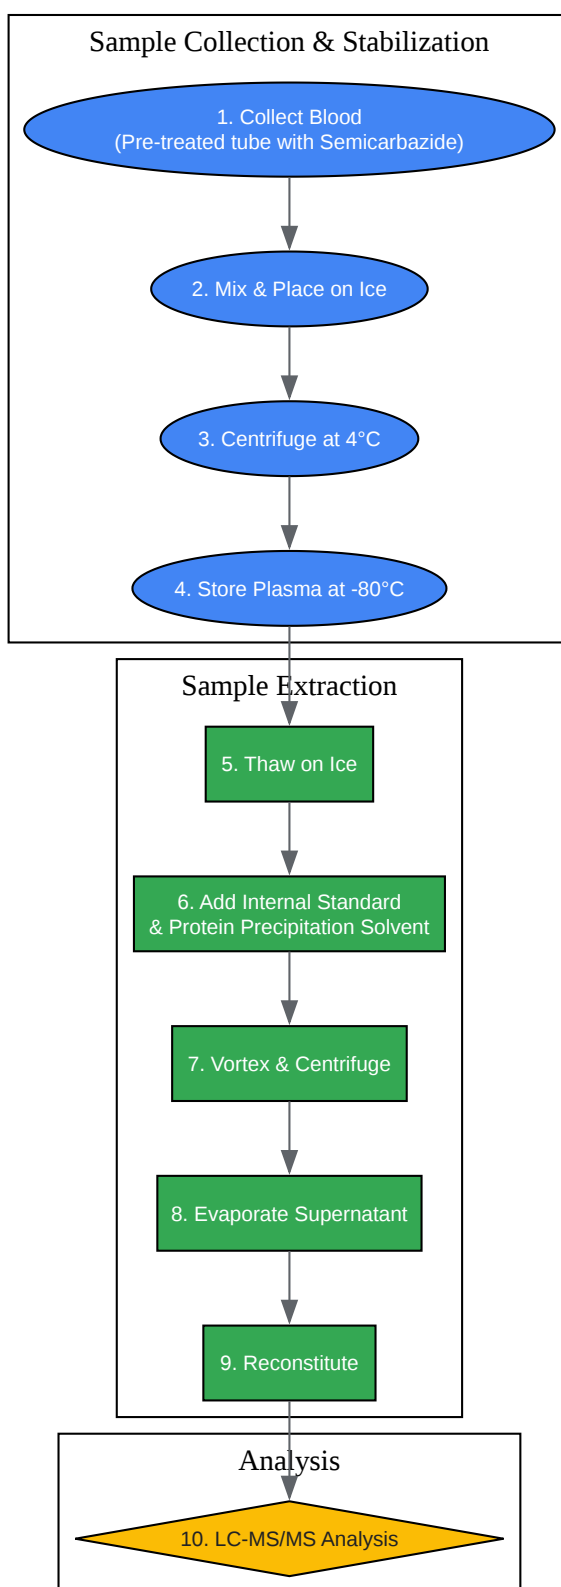 Sample Collection & Stabilization
1. Collect Blood
(Pre-treated tube with Semicarbazide)
2. Mix & Place on Ice
3. Centrifuge at 4°C
4. Store Plasma at -80°C
Sample Extraction
5. Thaw on Ice
6. Add Internal Standard
& Protein Precipitation Solvent
7. Vortex & Centrifuge
8. Evaporate Supernatant
9. Reconstitute
Analysis
10. LC-MS/MS Analysis